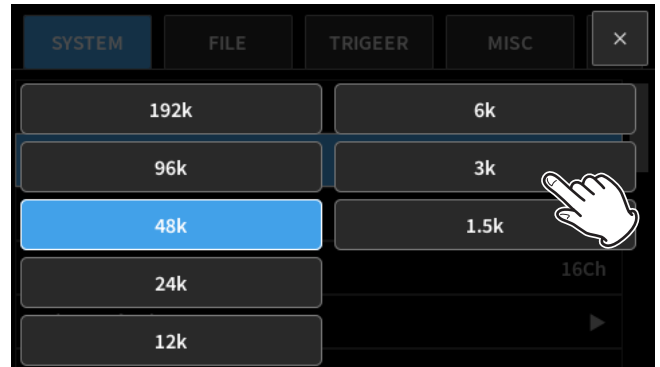 SYSTEM FILE TRIGEER MISC ×
192k 6k
96k 3k
48k 1.5k
24k
16Ch
12k